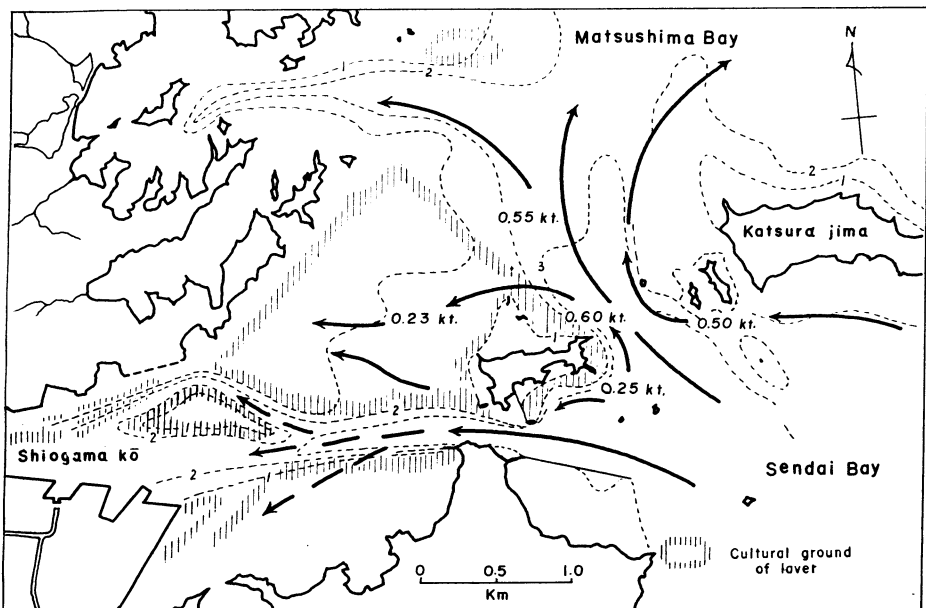 Matsushima Bay
N
2
1
2
1
Katsura jima
0.55 kt.
3
0.23 kt.
0.60 kt.
0.50 kt.
0.25 kt.
2
2
Shiogama kō
2
1
Sendai Bay
Cultural ground
of laver
0 0.5 1.0
Km